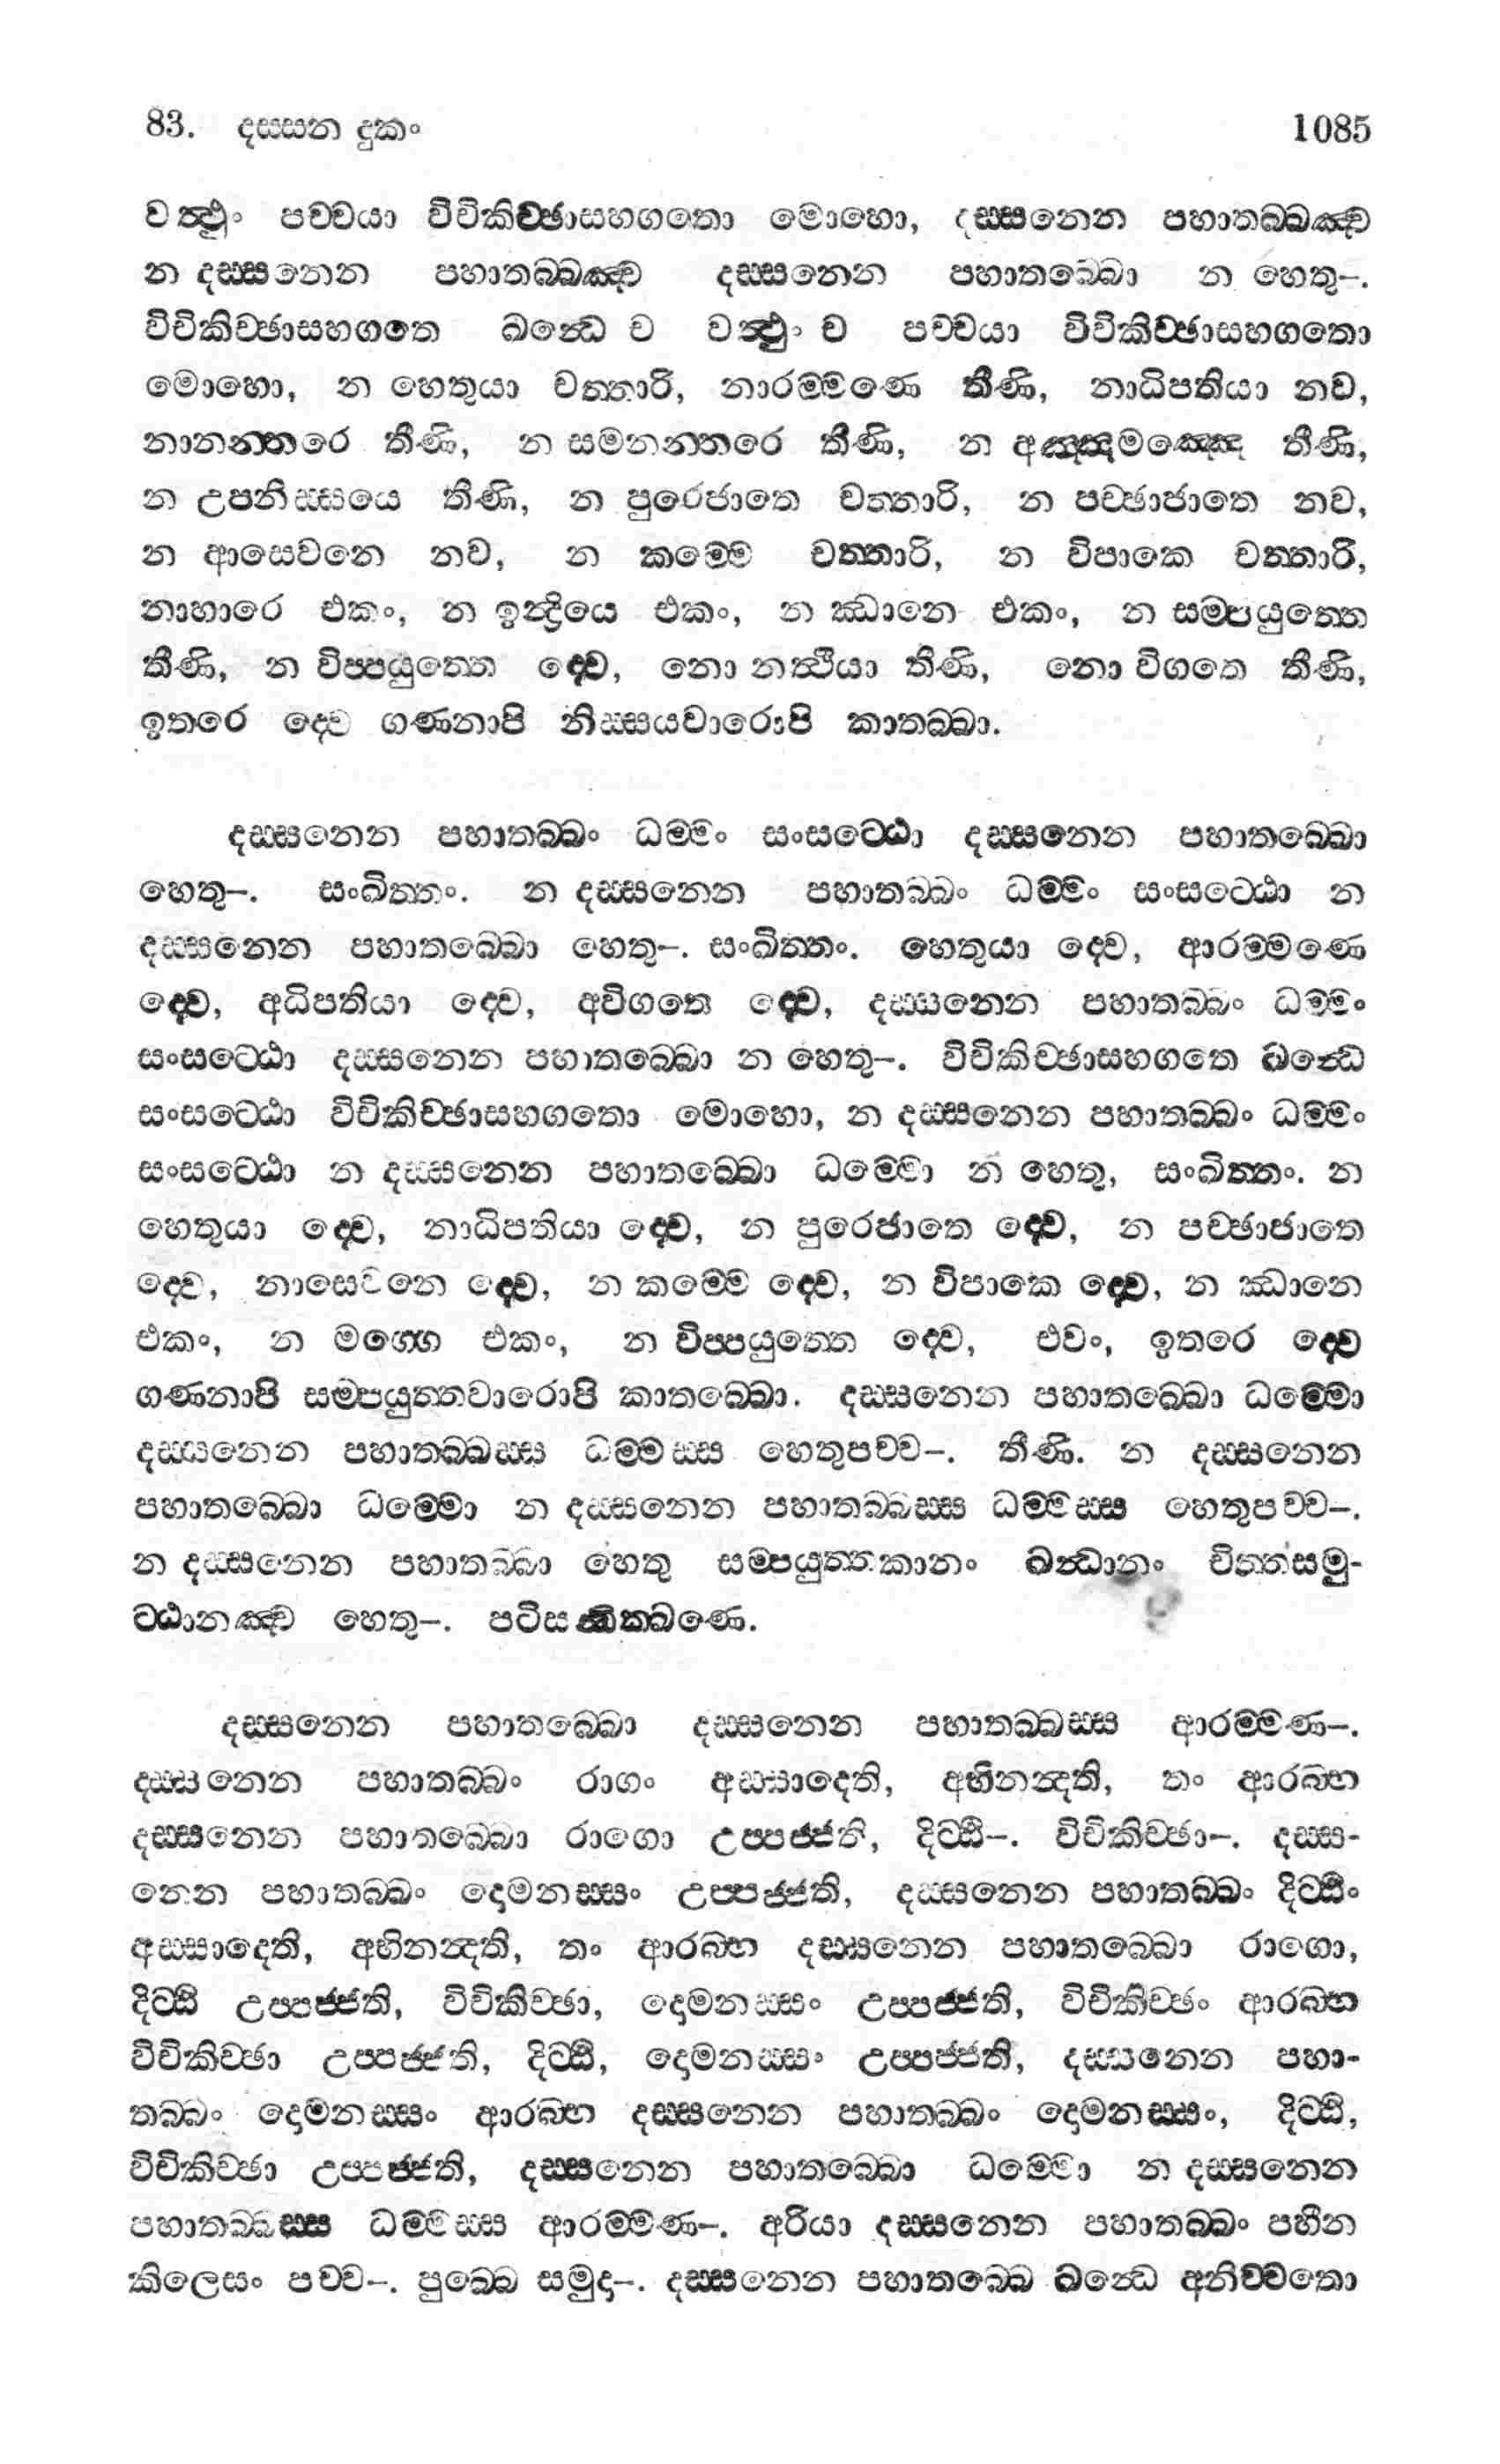 83. දස්සන දුකං 1085
වත්ථුං පච්චයා විචිකිච්ඡාසහගතො මොහො, දස්සනෙන පහාතබ්බඤ්ච
න දස්සනෙන පහාතබ්බඤ්ච දස්සනෙන පහාතබ්බො න හෙතු–.
විචිකිච්ඡාසහගතෙ ඛන්ධෙ ච වත්ථුං ච පච්චයා විචිකිච්ඡාසහගතො
මොහො, න හෙතුයා චත්තාරි, නාරම්මණෙ තීණි, නාධිපතියා නව,
නානන්තරෙ තීණි, න සමනන්තරෙ තීණි, න අඤ්ඤමඤ්ඤෙ තීණි,
න උපනිස්සයෙ තීණි, න පුරෙජාතෙ චත්තාරි, න පච්ඡාජාතෙ නව,
න ආසෙවනෙ නව, න කම්මෙ චත්තාරි, න විපාකෙ චත්තාරි,
නාහාරෙ එකං, න ඉන්ද්‍රියෙ එකං, න ඣානෙ එකං, න සම්පයුත්තෙ
තීණි, න විප්පයුත්තෙ ද්වෙ, නො නත්ථියා තීණි, නො විගතෙ තීණි,
ඉතරෙ ද්වෙ ගණනාපි නිස්සයවාරොපි කාතබ්බා.
දස්සනෙන පහාතබ්බං ධම්මං සංසට්ඨො දස්සනෙන පහාතබ්බො
හෙතු–. සංඛිත්තං. න දස්සනෙන පහාතබ්බං ධම්මං සංසට්ඨො න
දස්සනෙන පහාතබ්බො හෙතු–. සංඛිත්තං. හෙතුයා ද්වෙ, ආරම්මණෙ
ද්වෙ, අධිපතියා ද්වෙ, අවිගතෙ ද්වෙ, දස්සනෙන පහාතබ්බං ධම්මං
සංසට්ඨො දස්සනෙන පහාතබ්බො න හෙතු–. විචිකිච්ඡාසහගතෙ ඛන්ධෙ
සංසට්ඨො විචිකිච්ඡාසහගතො මොහො, න දස්සනෙන පහාතබ්බං ධම්මං
සංසට්ඨො න දස්සනෙන පහාතබ්බො ධම්මො න හෙතු, සංඛිත්තං. න
හෙතුයා ද්වෙ, නාධිපතියා ද්වෙ, න පුරෙජාතෙ ද්වෙ, න පච්ඡාජාතෙ
ද්වෙ, නාසෙවනෙ ද්වෙ, න කම්මෙ ද්වෙ, න විපාකෙ ද්වෙ, න ඣානෙ
එකං, න මග්ගෙ එකං, න විප්පයුත්තෙ ද්වෙ, එවං, ඉතරෙ ද්වෙ
ගණනාපි සම්පයුත්තවාරොපි කාතබ්බො. දස්සනෙන පහාතබ්බො ධම්මො
දස්සනෙන පහාතබ්බස්ස ධම්මස්ස හෙතුපච්ච–. තීණි. න දස්සනෙන
පහාතබ්බො ධම්මො න දස්සනෙන පහාතබ්බස්ස ධම්මස්ස හෙතුපච්ච–.
න දස්සනෙන පහාතබ්බා හෙතු සම්පයුත්තකානං ඛන්ධානං චිත්තසමු-
ට්ඨානඤ්ච හෙතු–. පටිසන්ධික්ඛණෙ.
දස්සනෙන පහාතබ්බො දස්සනෙන පහාතබ්බස්ස ආරම්මණ–.
දස්සනෙන පහාතබ්බං රාගං අස්සාදෙති, අභිනන්දති, තං ආරබ්භ
දස්සනෙන පහාතබ්බො රාගො උප්පජ්ජති, දිට්ඨි–. විචිකිච්ඡා–. දස්ස-
නෙන පහාතබ්බං දොමනස්සං උප්පජ්ජති, දස්සනෙන පහාතබ්බං දිට්ඨිං
අස්සාදෙති, අභිනන්දති, තං ආරබ්භ දස්සනෙන පහාතබ්බො රාගො,
දිට්ඨි උප්පජ්ජති, විචිකිච්ඡා, දොමනස්සං උප්පජ්ජති, විචිකිච්ඡං ආරබ්භ
විචිකිච්ඡා උප්පජ්ජති, දිට්ඨි, දොමනස්සං උප්පජ්ජති, දස්සනෙන පහා-
තබ්බං දොමනස්සං ආරබ්භ දස්සනෙන පහාතබ්බං දොමනස්සං, දිට්ඨි,
විචිකිච්ඡා උප්පජ්ජති, දස්සනෙන පහාතබ්බො ධම්මො න දස්සනෙන
පහාතබ්බස්ස ධම්මස්ස ආරම්මණ–. අරියා දස්සනෙන පහාතබ්බං පහීන
කිලෙසං පච්ච–. පුබ්බෙ සමුදා–. දස්සනෙන පහාතබ්බෙ ඛන්ධෙ අනිච්චතො